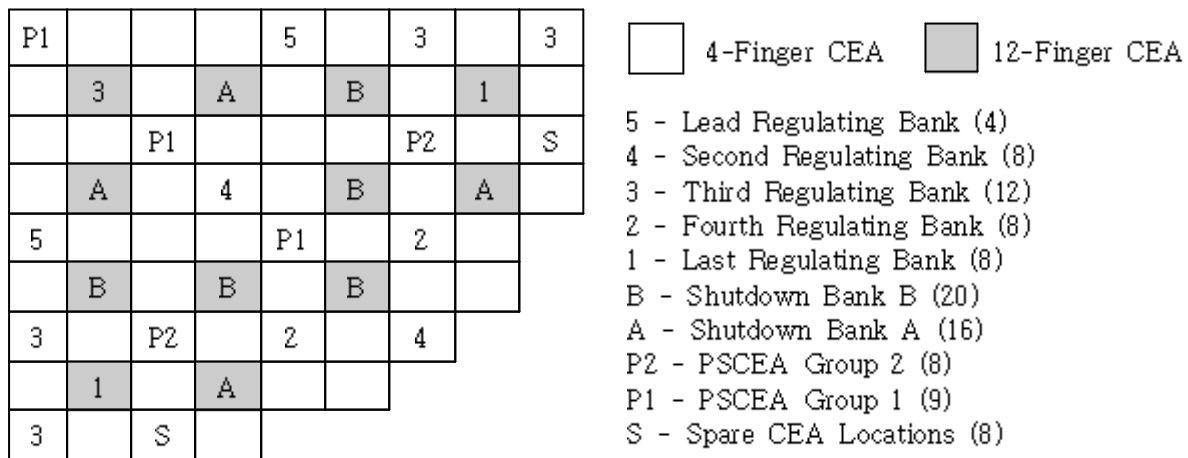 P1 5 3 3
3 A B 1
P1 P2 S
A 4 B A
5 P1 2
B B B
3 P2 2 4
1 A
3 S
4-Finger CEA 12-Finger CEA
5 - Lead Regulating Bank (4)
4 - Second Regulating Bank (8)
3 - Third Regulating Bank (12)
2 - Fourth Regulating Bank (8)
1 - Last Regulating Bank (8)
B - Shutdown Bank B (20)
A - Shutdown Bank A (16)
P2 - PSCEA Group 2 (8)
P1 - PSCEA Group 1 (9)
S - Spare CEA Locations (8)